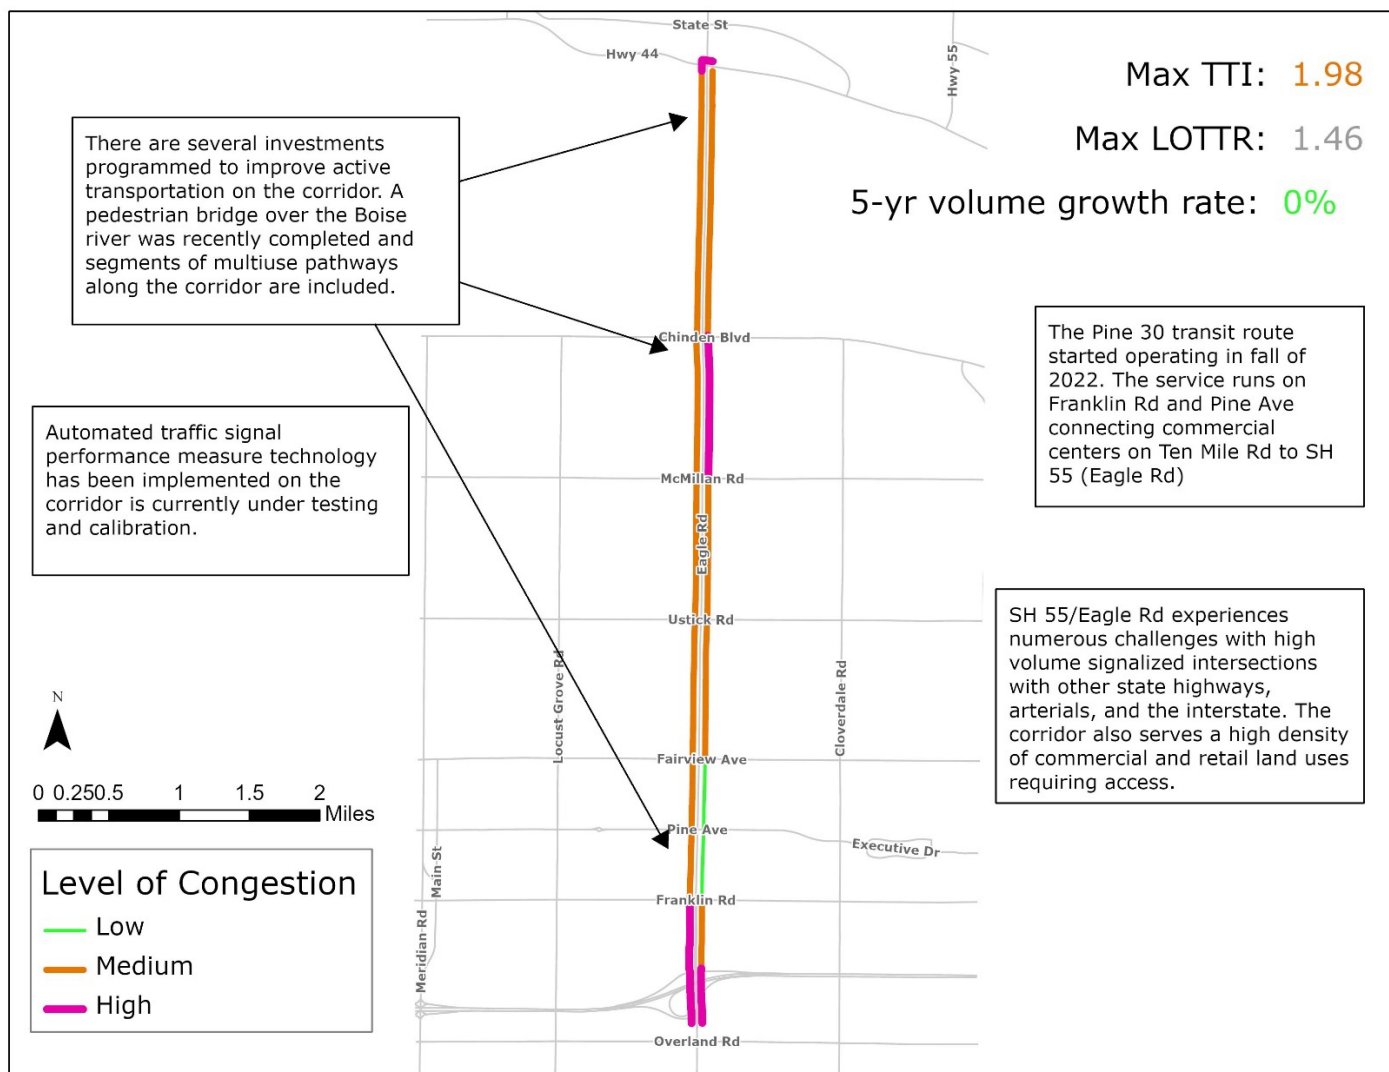 State St
Hwy 44
Hwy 55
Max TTI: 1.98
Max LOTTR: 1.46
5-yr volume growth rate: 0%
There are several investments
programmed to improve active
transportation on the corridor. A
pedestrian bridge over the Boise
river was recently completed and
segments of multiuse pathways
along the corridor are included.
Chinden Blvd
The Pine 30 transit route
started operating in fall of
2022. The service runs on
Franklin Rd and Pine Ave
connecting commercial
centers on Ten Mile Rd to SH
55 (Eagle Rd)
Automated traffic signal
performance measure technology
has been implemented on the
corridor is currently under testing
and calibration.
McMillan Rd
Eagle Rd
Ustick Rd
SH 55/Eagle Rd experiences
numerous challenges with high
volume signalized intersections
with other state highways,
arterials, and the interstate. The
corridor also serves a high density
of commercial and retail land uses
requiring access.
Locust Grove Rd
Cloverdale Rd
Fairview Ave
N
0 0.250.5 1 1.5 2
Miles
Pine Ave
Executive Dr
Main St
Meridian Rd
Franklin Rd
Level of Congestion
Low
Medium
High
Overland Rd